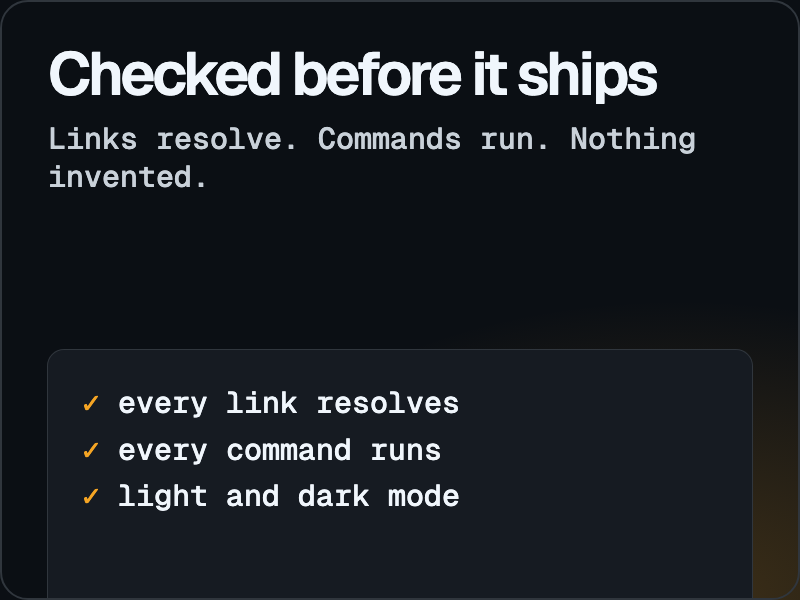 Checked before it ships
Links resolve. Commands run. Nothing
invented.
✓ every link resolves
✓ every command runs
✓ light and dark mode